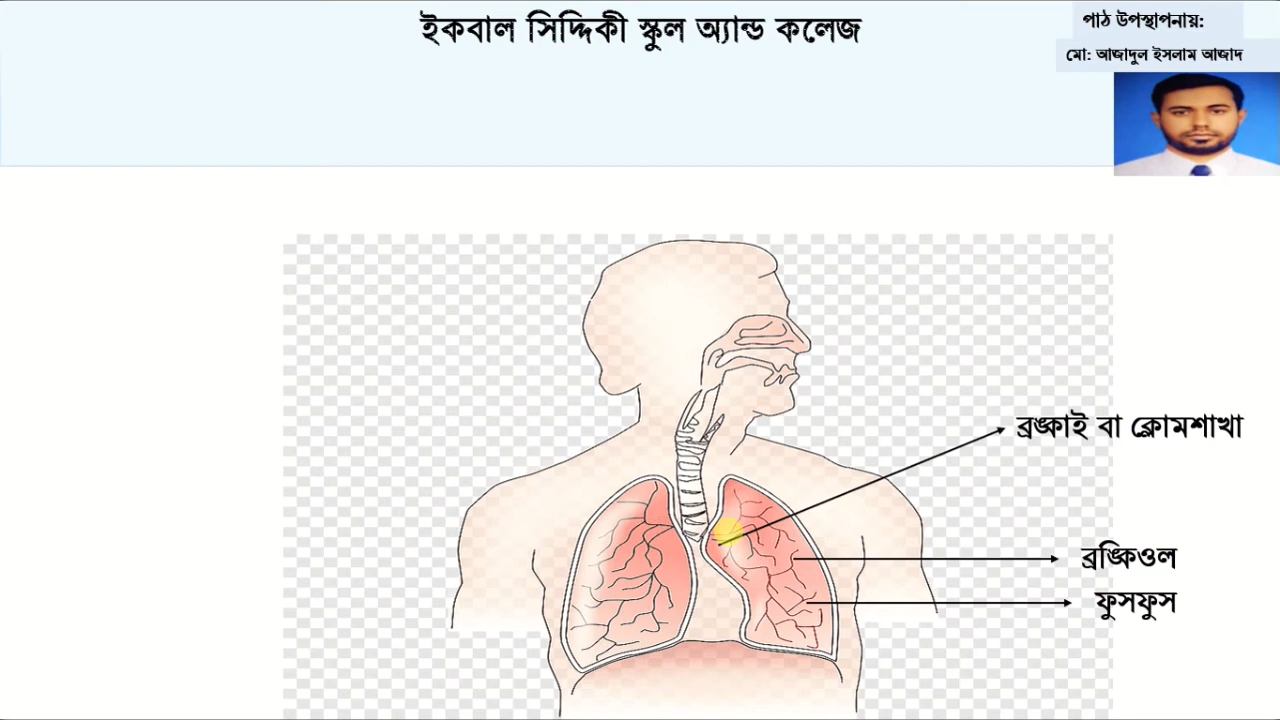 ইকবাল সিদ্দিকী স্কুল অ্যান্ড কলেজ
পাঠ উপস্থাপনায়:
মো: আজাদুল ইসলাম আজাদ
ব্রঙ্কাই বা ক্লোমশাখা
ব্রঙ্কিওল
ফুসফুস